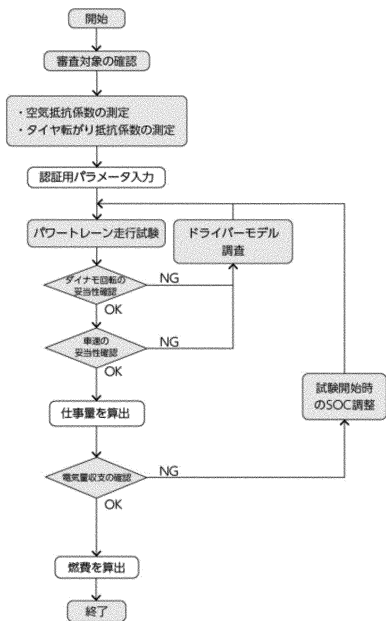 開始
審査対象の確認
・空気抵抗係数の測定
・タイヤ転がり抵抗係数の測定
認証用パラメータ入力
パワートレーン走行試験
ドライバーモデル
調査
ダイナモ回転の
妥当性確認
NG
OK
車速の
妥当性確認
NG
OK
試験開始時
のSOC調整
仕事量を算出
電気量収支の確認
NG
OK
燃費を算出
終了